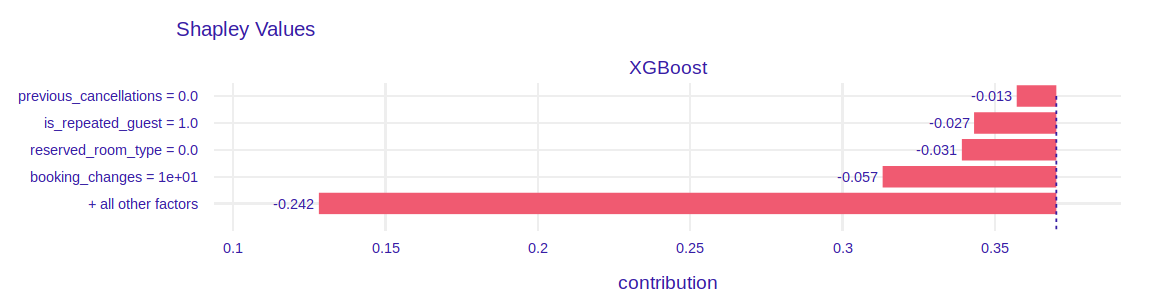 Shapley Values
XGBoost
previous_cancellations = 0.0
-0.013
is_repeated_guest = 1.0
-0.027
reserved_room_type = 0.0
-0.031
booking_changes = 1e+01
-0.057
+ all other factors
-0.242
0.1 0.15 0.2 0.25 0.3 0.35
contribution